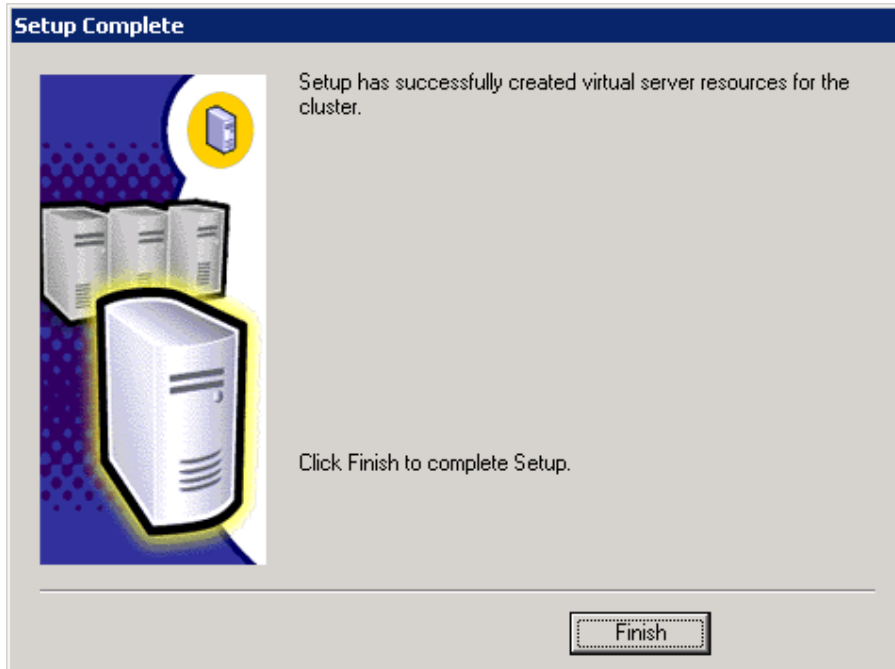 Setup Complete
Setup has successfully created virtual server resources for the
cluster.
Click Finish to complete Setup.
Finish